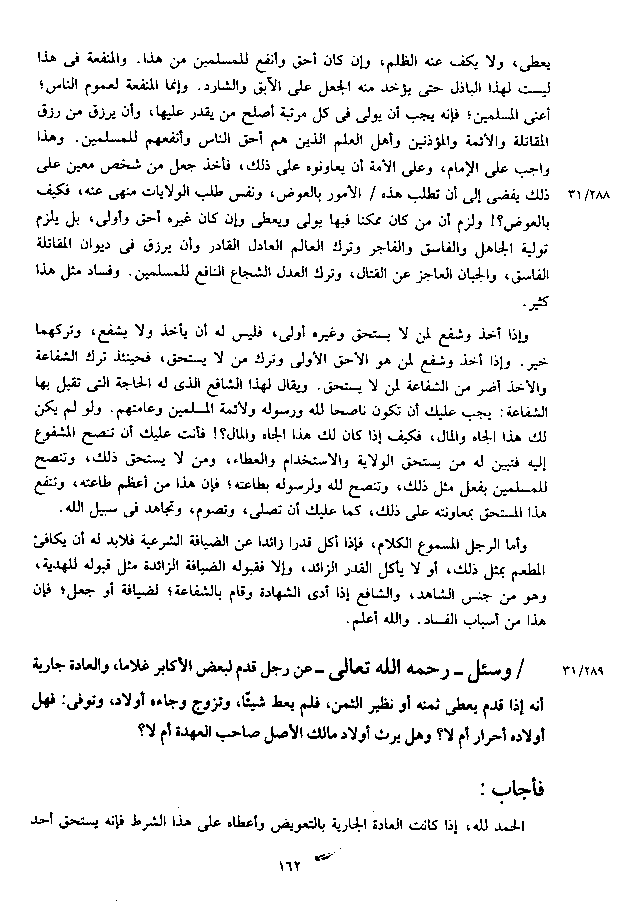 يعطى، ولا يكف عنه الظلم، وإن كان أحق وأنفع للمسلمين من هذا. والمنفعة فى هذا
ليست لهذا الباذل حتى يؤخذ منه الجعل على الآبق والشارد. وإنما المنفعة لعموم الناس؛
أعنى المسلمين؛ فإنه يجب أن يولى فى كل مرتبة أصلح من يقدر عليها، وأن يرزق من رزق
المقاتلة والأئمة والمؤذنين وأهل العلم الذين هم أحق الناس وأنفعهم للمسلمين. وهذا
واجب على الإمام، وعلى الأمة أن يعاونوه على ذلك، فأخذ جعل من شخص معين على
٣١/٢٨٨ ذلك يفضى إلى أن تطلب هذه / الأمور بالعوض، ونفس طلب الولايات منهى عنه، فكيف
بالعوض؟! ولزم أن من كان ممكنا فيها يولى ويعطى وإن كان غيره أحق وأولى، بل يلزم
تولية الجاهل والفاسق والفاجر وترك العالم العادل القادر وأن يرزق فى ديوان المقاتلة
الفاسق، والجبان العاجز عن القتال، وترك العدل الشجاع النافع للمسلمين. وفساد مثل هذا
كثير.
وإذا أخذ وشفع لمن لا يستحق وغيره أولى، فليس له أن يأخذ ولا يشفع، وتركهما
خير. وإذا أخذ وشفع لمن هو الأحق الأولى وترك من لا يستحق، فحينئذ ترك الشفاعة
والأخذ أضر من الشفاعة لمن لا يستحق. ويقال لهذا الشافع الذى له الحاجة التى تقبل بها
الشفاعة: يجب عليك أن تكون ناصحا لله ورسوله ولأئمة المسلمين وعامتهم. ولو لم يكن
لك هذا الجاه والمال، فكيف إذا كان لك هذا الجاه والمال؟! فأنت عليك أن تنصح المشفوع
إليه فتبين له من يستحق الولاية والاستخدام والعطاء، ومن لا يستحق ذلك، وتنصح
للمسلمين بفعل مثل ذلك، وتنصح لله ولرسوله بطاعته؛ فإن هذا من أعظم طاعته، وتنفع
هذا المستحق بمعاونته على ذلك، كما عليك أن تصلى، وتصوم، وتجاهد فى سبيل الله.
وأما الرجل المسموع الكلام، فإذا أكل قدرا زائدا عن الضيافة الشرعية فلابد له أن يكافئ
المطعم بمثل ذلك، أو لا يأكل القدر الزائد، وإلا فقبوله الضيافة الزائدة مثل قبوله للهدية،
وهو من جنس الشاهد، والشافع إذا أدى الشهادة وقام بالشفاعة؛ لضيافة أو جعل؛ فإن
هذا من أسباب الفساد. والله أعلم.
٣١/٢٨٩ / وسئل ـ رحمه الله تعالى ـ عن رجل قدم لبعض الأكابر غلاما، والعادة جارية
أنه إذا قدم يعطى ثمنه أو نظير الثمن، فلم يعط شيئا، وتزوج وجاءه أولاد، وتوفى: فهل
أولاده أحرار أم لا؟ وهل يرث أولاد مالك الأصل صاحب العهدة أم لا؟
فأجاب :
الحمد لله، إذا كانت العادة الجارية بالتعويض وأعطاه على هذا الشرط فإنه يستحق أحد
١٦٢